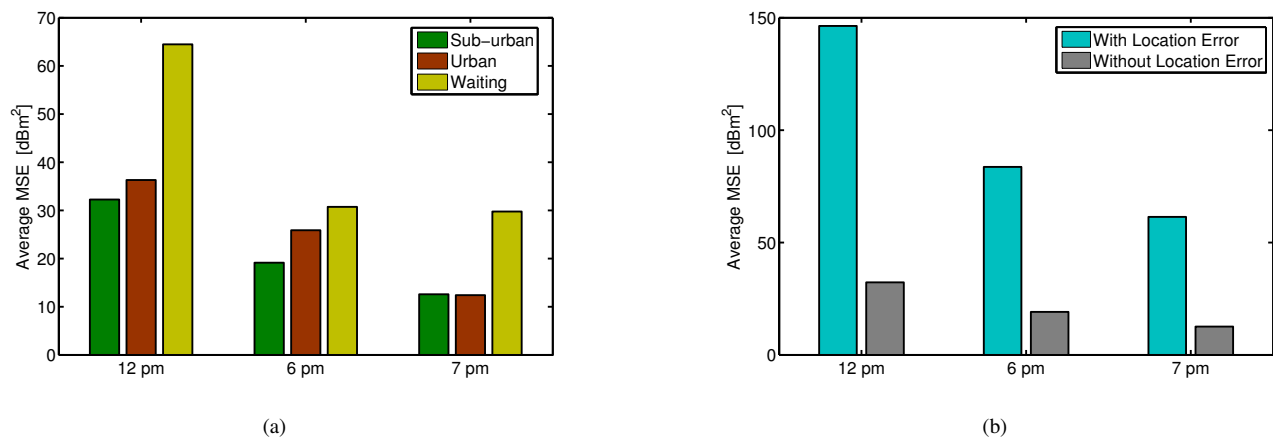 70
60
50
40
30
20
10
0
Average MSE [dBm²]
Sub−urban
Urban
Waiting
12 pm
6 pm
7 pm
(a)
150
100
50
0
Average MSE [dBm²]
With Location Error
Without Location Error
12 pm
6 pm
7 pm
(b)